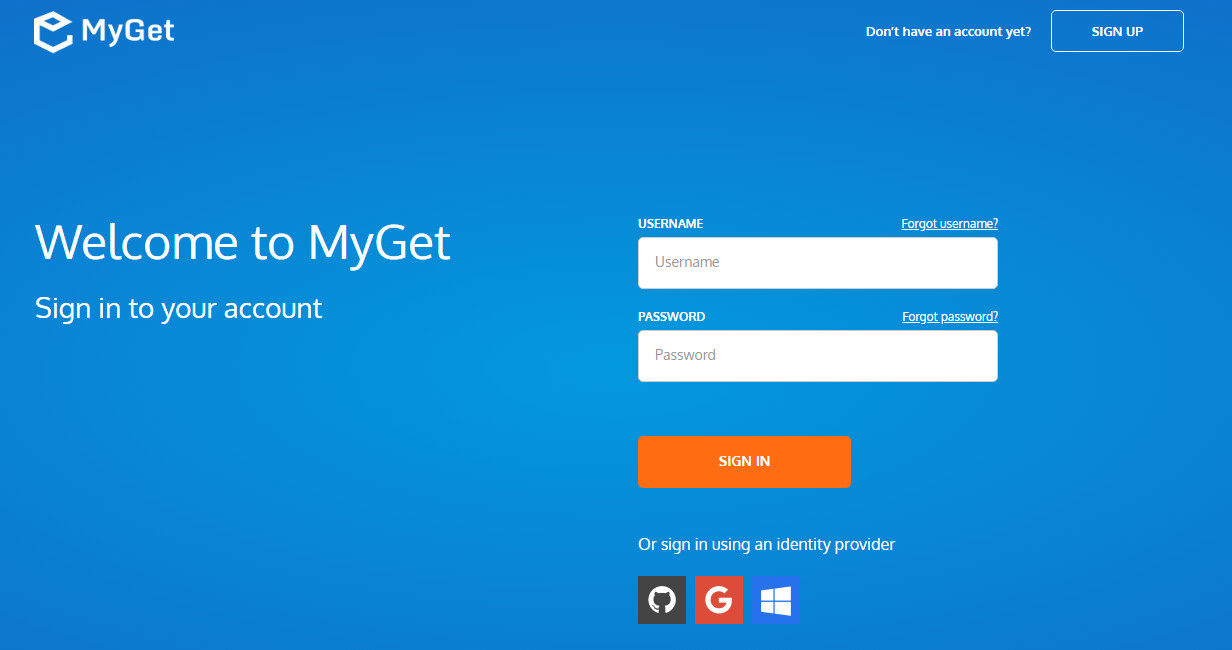 MyGet
Don't have an account yet?
SIGN UP
Welcome to MyGet
Sign in to your account
USERNAME
Forgot username?
Username
PASSWORD
Forgot password?
Password
SIGN IN
Or sign in using an identity provider
G